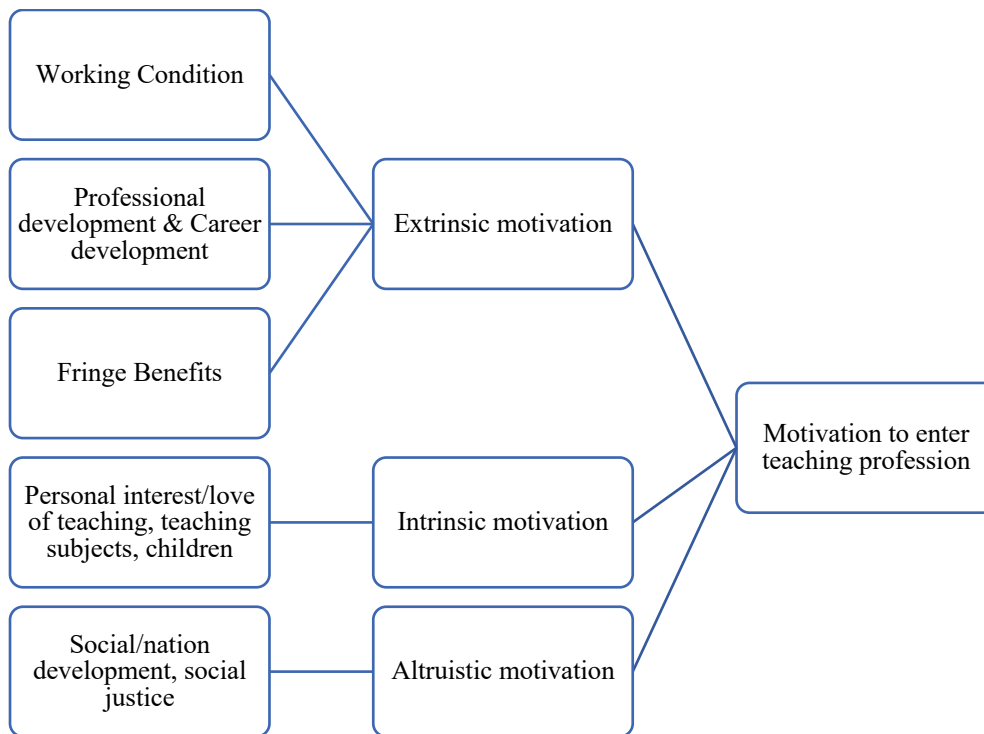 Working Condition
Professional
development & Career
development
Extrinsic motivation
Fringe Benefits
Motivation to enter
teaching profession
Personal interest/love
of teaching, teaching
subjects, children
Intrinsic motivation
Social/nation
development, social
justice
Altruistic motivation